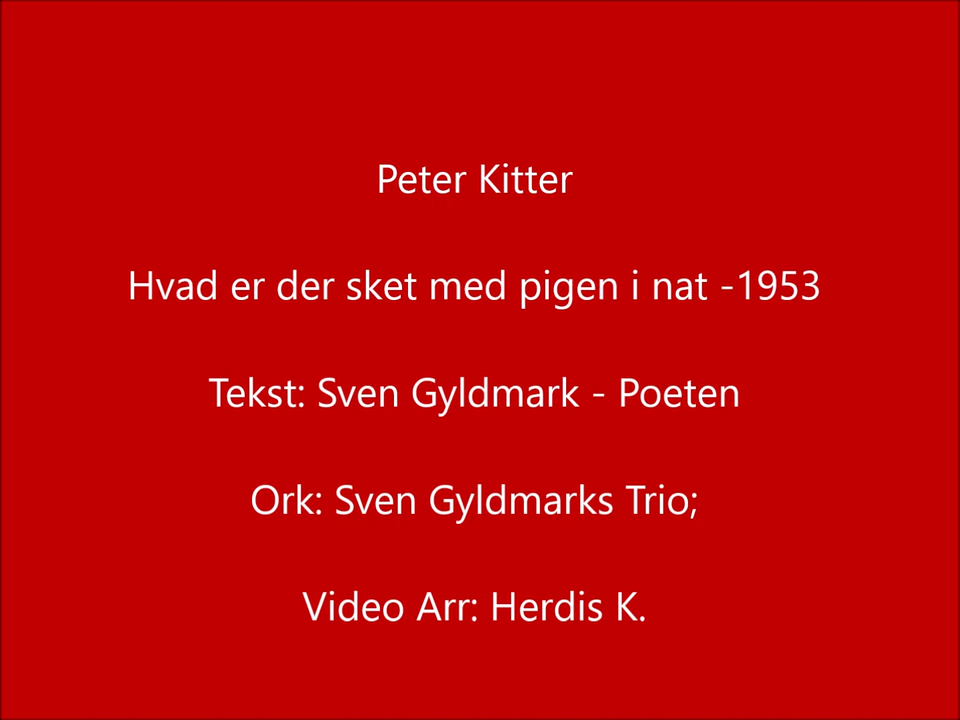 Peter Kitter
Hvad er der sket med pigen i nat -1953
Tekst: Sven Gyldmark - Poeten
Ork: Sven Gyldmarks Trio;
Video Arr: Herdis K.